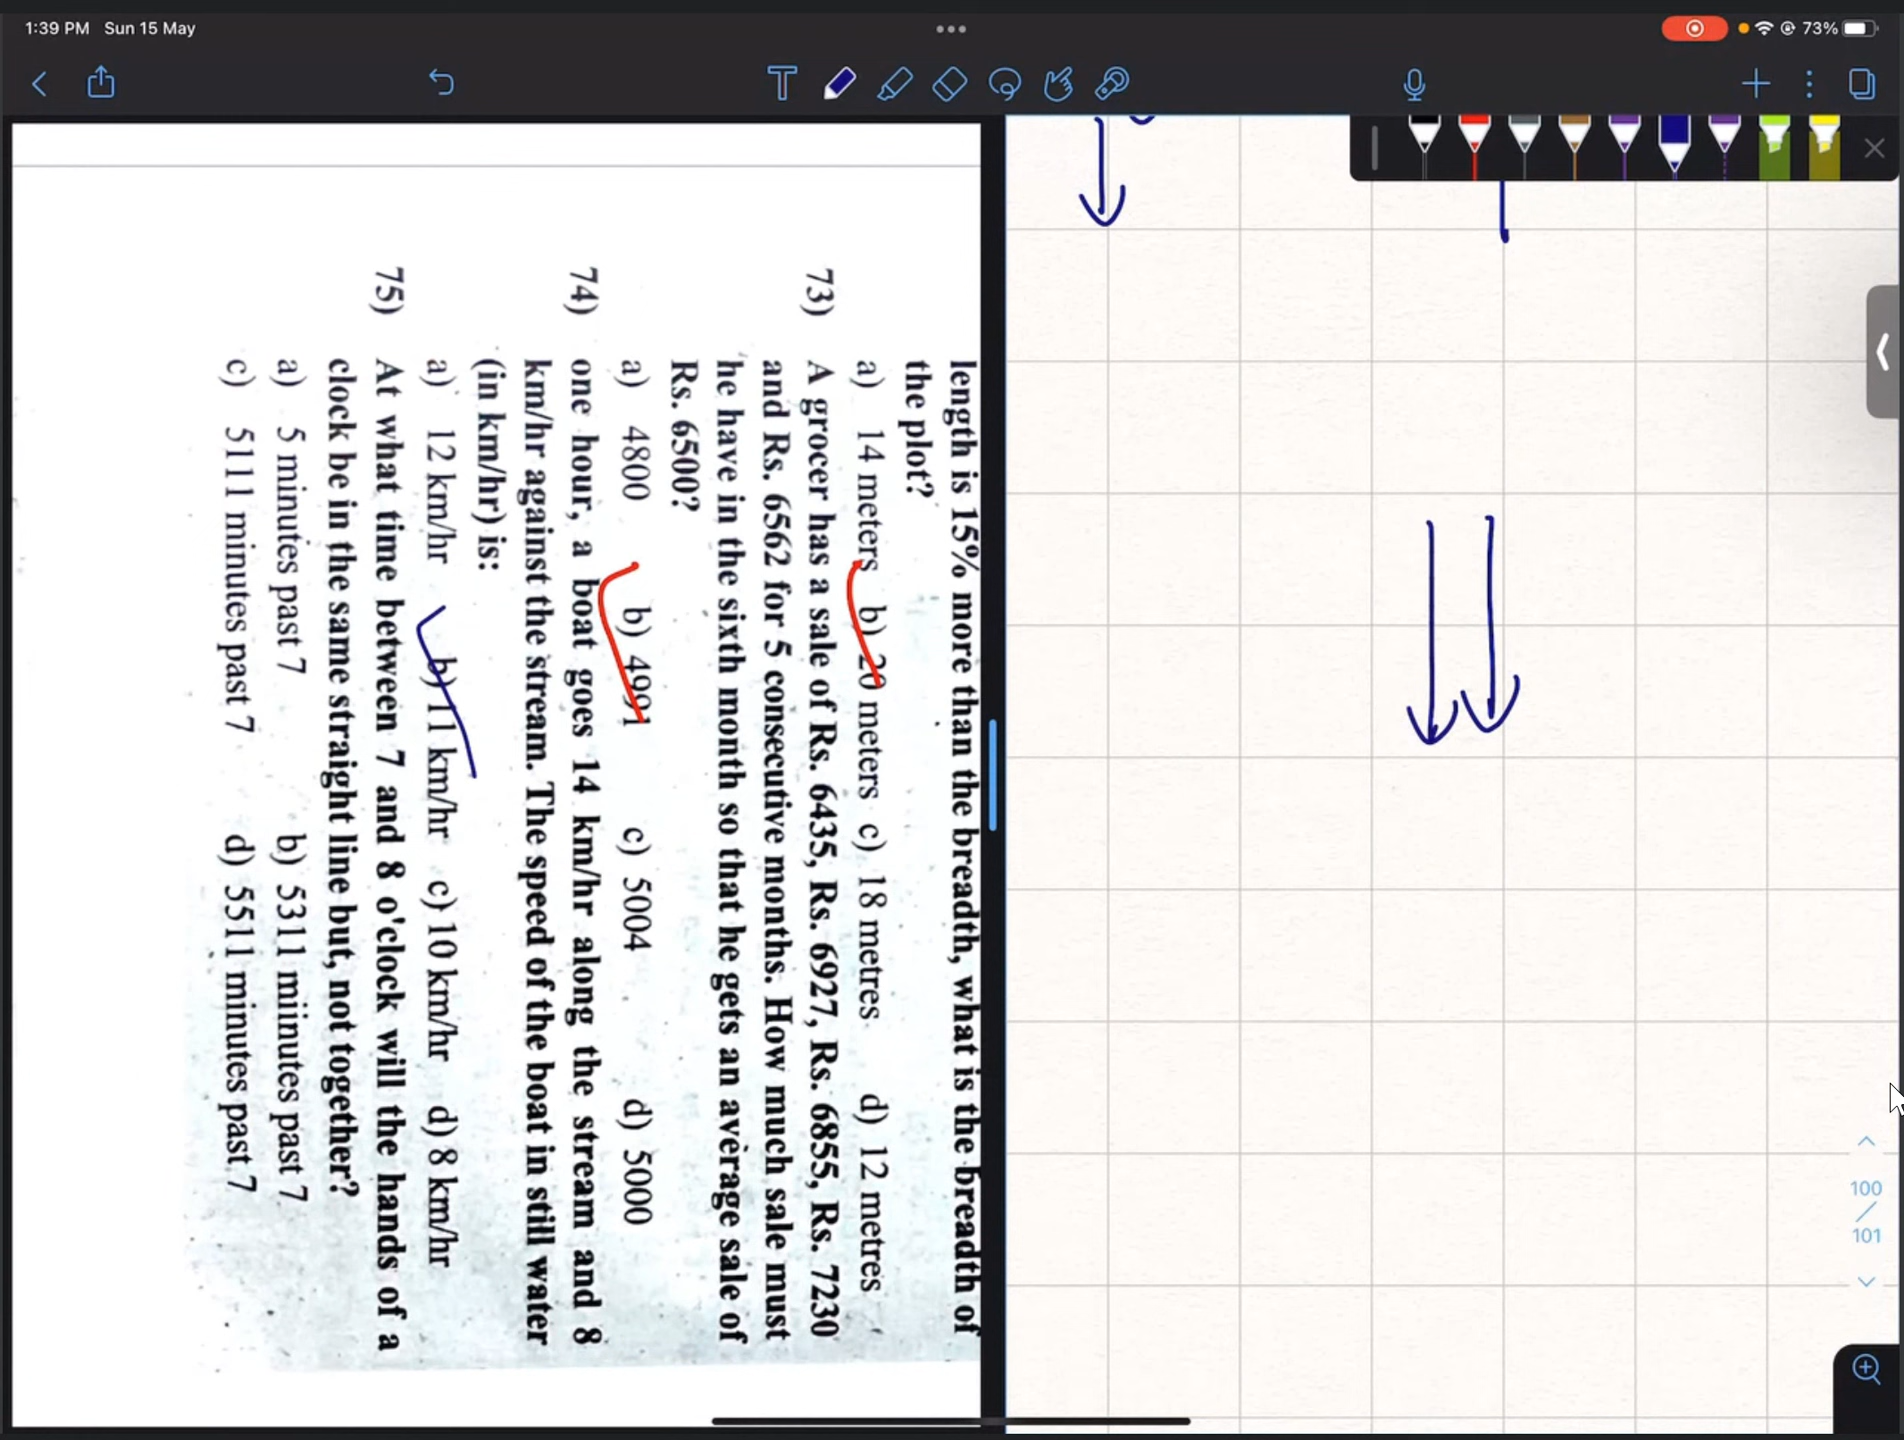 1:39 PM Sun 15 May
73%
T
length is 15% more than the breadth, what is the breadth of
the plot?
a) 14 meters b) 20 meters c) 18 metres d) 12 metres
73) A grocer has a sale of Rs. 6435, Rs. 6927, Rs. 6855, Rs. 7230
and Rs. 6562 for 5 consecutive months. How much sale must
he have in the sixth month so that he gets an average sale of
Rs. 6500?
a) 4800 b) 4991 c) 5004 d) 5000
74) one hour, a boat goes 14 km/hr along the stream and 8
km/hr against the stream. The speed of the boat in still water
(in km/hr) is:
a) 12 km/hr b) 11 km/hr c) 10 km/hr d) 8 km/hr
75) At what time between 7 and 8 o'clock will the hands of a
clock be in the same straight line but, not together?
a) 5 minutes past 7 b) 5311 miinutes past 7
c) 5111 minutes past 7 d) 5511 minutes past 7
100
/
101